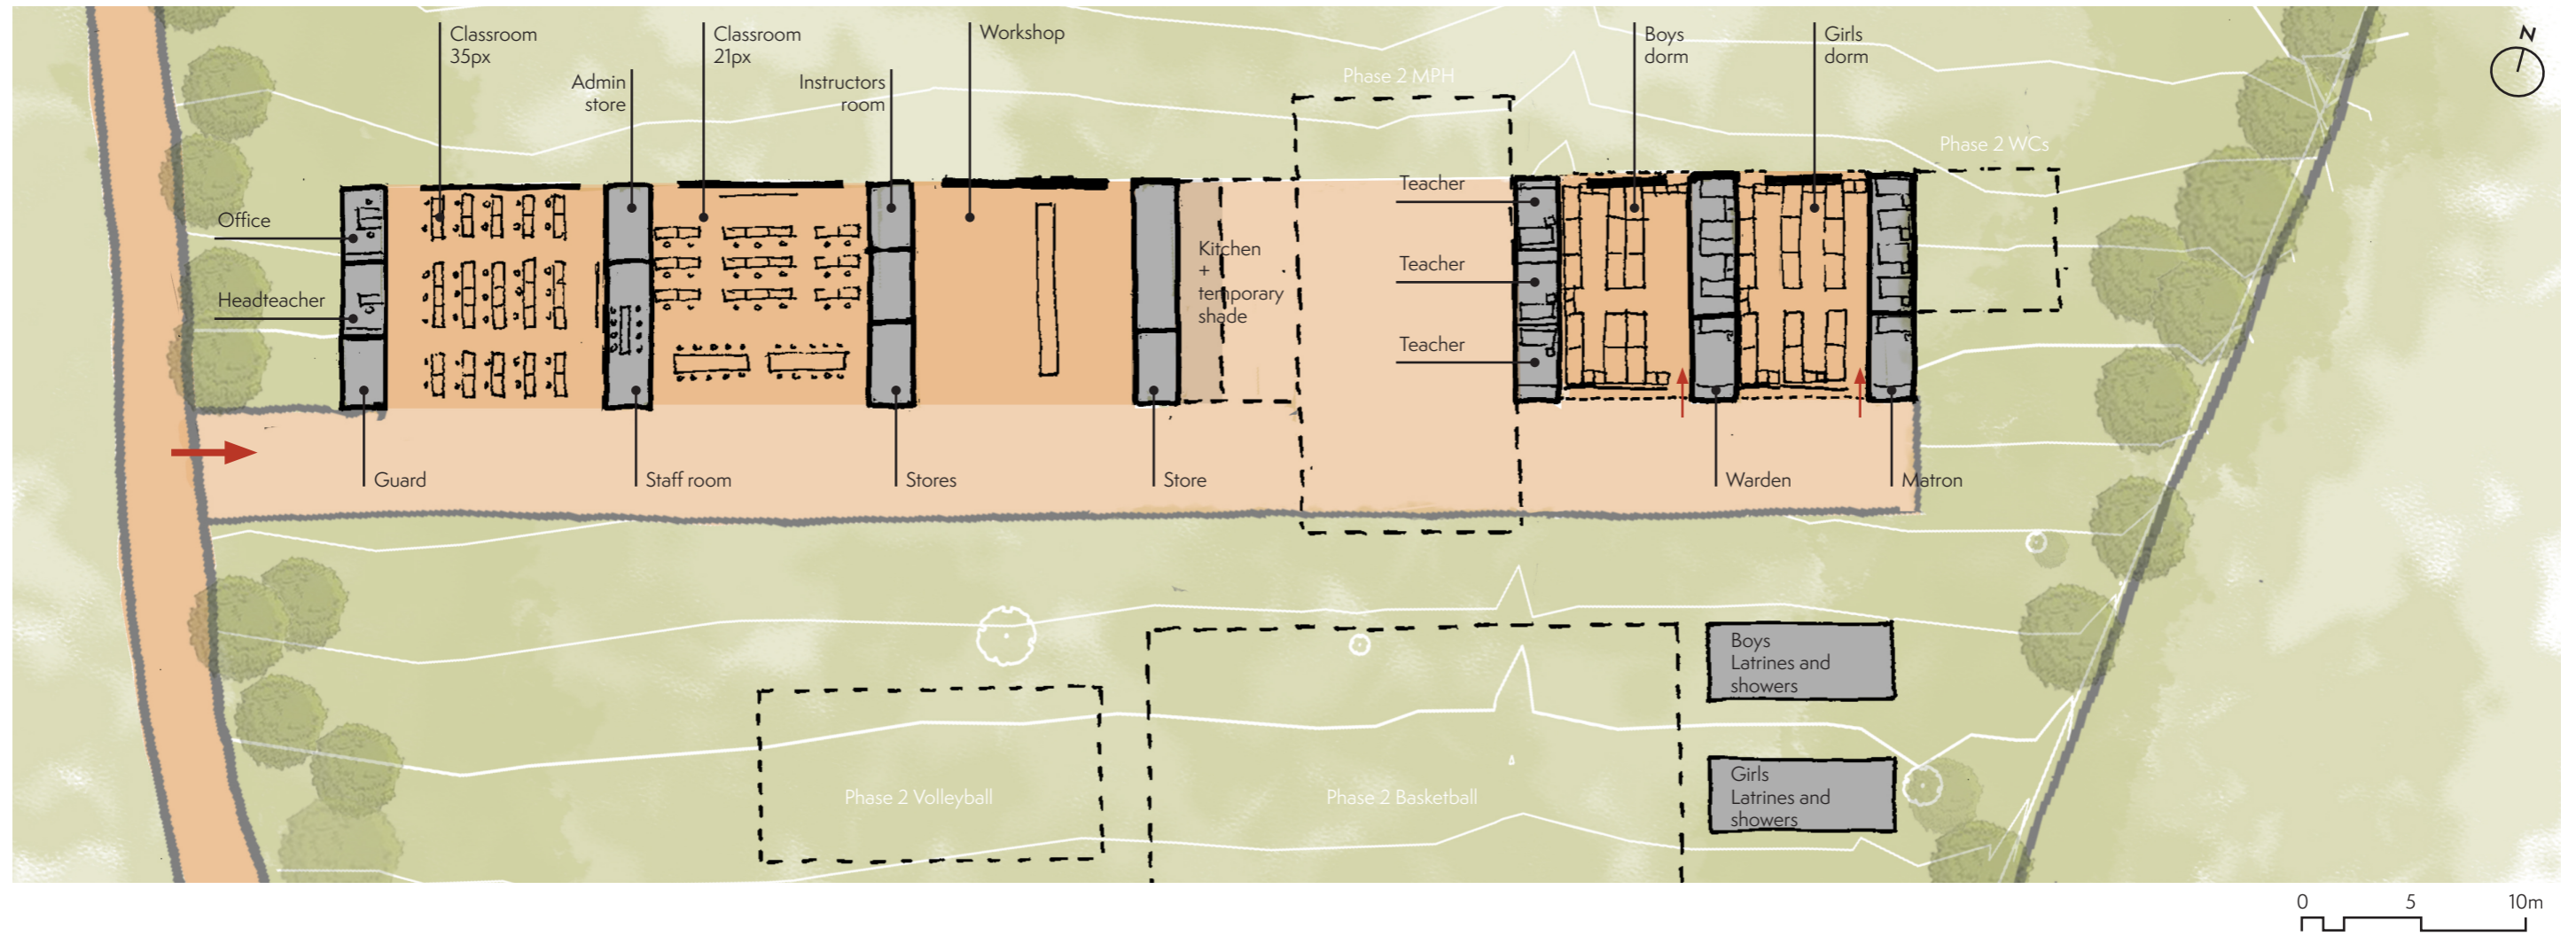 Classroom
35px
Classroom
21px
Workshop
Boys
dorm
Girls
dorm
N
Admin
store
Instructors
room
Phase 2 MPH
Phase 2 WCs
Teacher
Office
Kitchen
+
temporary
shade
Teacher
Headteacher
Teacher
Guard
Staff room
Stores
Store
Warden
Matron
Boys
Latrines and
showers
Phase 2 Volleyball
Phase 2 Basketball
Girls
Latrines and
showers
0 5 10m